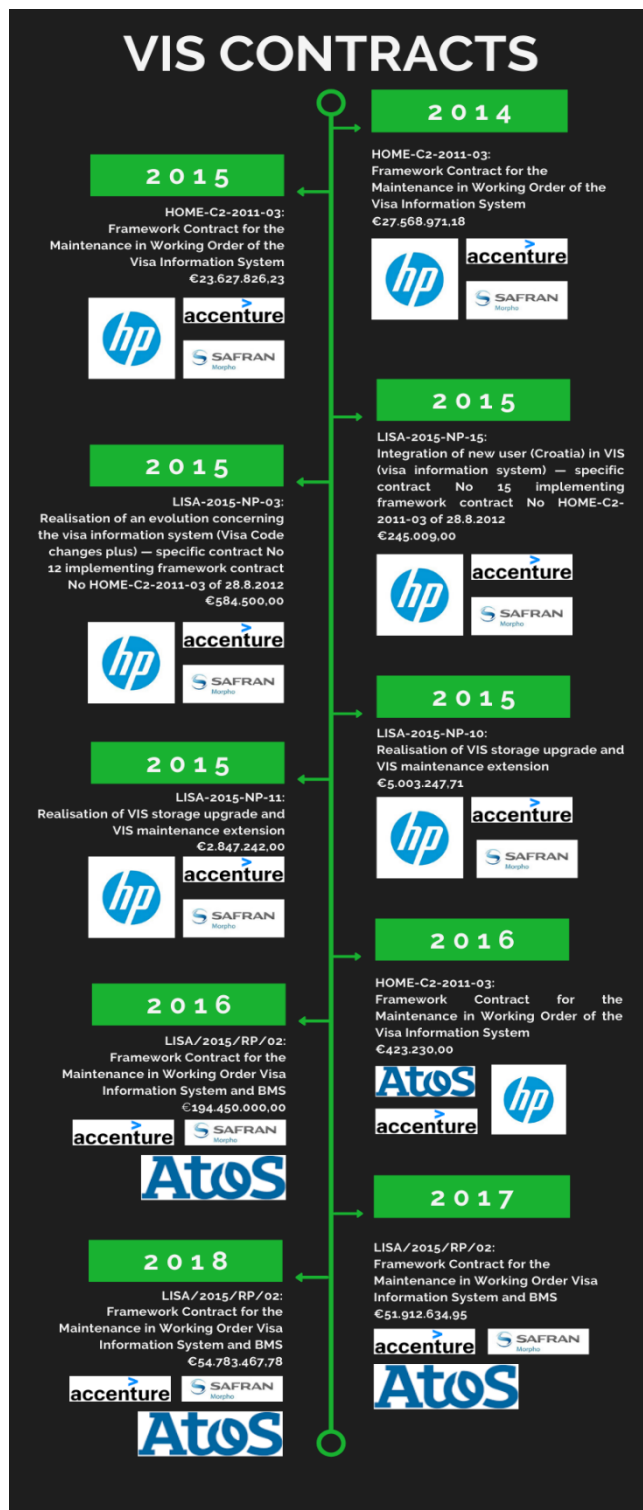 VIS CONTRACTS
2014
HOME-C2-2011-03:
Framework Contract for the
Maintenance in Working Order of the
Visa Information System
€27.568.971,18
hp
accenture
SAFRAN
Morpho
2015
HOME-C2-2011-03:
Framework Contract for the
Maintenance in Working Order of the
Visa Information System
€23.627.826,23
hp
accenture
SAFRAN
Morpho
2015
LISA-2015-NP-15:
Integration of new user (Croatia) in VIS
(visa information system) — specific
contract No 15 implementing
framework contract No HOME-C2-
2011-03 of 28.8.2012
€245.009,00
hp
accenture
SAFRAN
Morpho
2015
LISA-2015-NP-03:
Realisation of an evolution concerning
the visa information system (Visa Code
changes plus) — specific contract No
12 implementing framework contract
No HOME-C2-2011-03 of 28.8.2012
€584.500,00
hp
accenture
SAFRAN
Morpho
2015
LISA-2015-NP-10:
Realisation of VIS storage upgrade and
VIS maintenance extension
€5.003.247,71
hp
accenture
SAFRAN
Morpho
2015
LISA-2015-NP-11:
Realisation of VIS storage upgrade and
VIS maintenance extension
€2.847.242,00
hp
accenture
SAFRAN
Morpho
2016
HOME-C2-2011-03:
Framework Contract for the
Maintenance in Working Order of the
Visa Information System
€423.230,00
Atos
accenture
hp
2016
LISA/2015/RP/02:
Framework Contract for the
Maintenance in Working Order Visa
Information System and BMS
€194.450.000,00
accenture
SAFRAN
Morpho
Atos
2017
LISA/2015/RP/02:
Framework Contract for the
Maintenance in Working Order Visa
Information System and BMS
€51.912.634,95
accenture
SAFRAN
Morpho
Atos
2018
LISA/2015/RP/02:
Framework Contract for the
Maintenance in Working Order Visa
Information System and BMS
€54.783.467,78
accenture
SAFRAN
Morpho
Atos